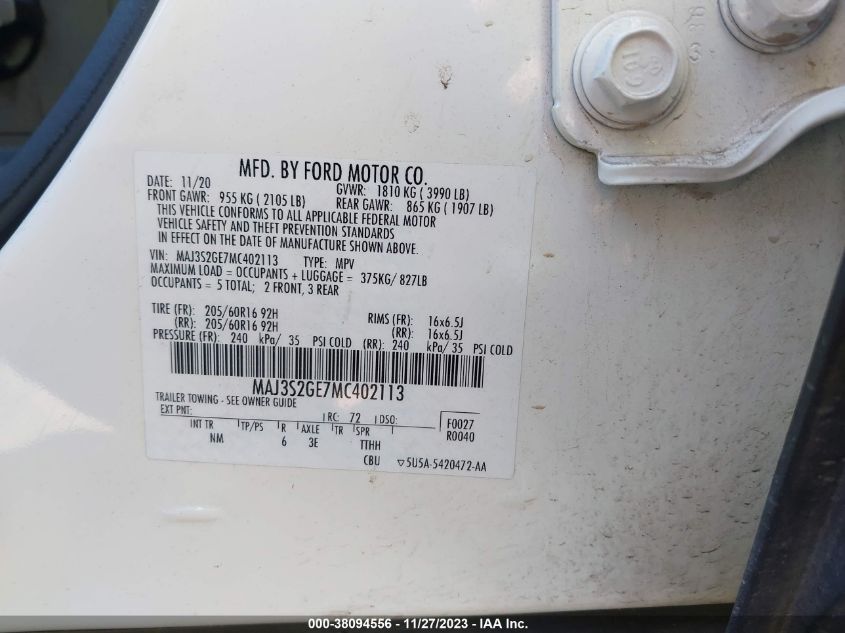 MFD. BY FORD MOTOR CO.
DATE: 11/20 GVWR: 1810 KG ( 3990 LB)
FRONT GAWR: 955 KG ( 2105 LB) REAR GAWR: 865 KG ( 1907 LB)
THIS VEHICLE CONFORMS TO ALL APPLICABLE FEDERAL MOTOR
VEHICLE SAFETY AND THEFT PREVENTION STANDARDS
IN EFFECT ON THE DATE OF MANUFACTURE SHOWN ABOVE.
VIN: MAJ3S2GE7MC402113 TYPE: MPV
MAXIMUM LOAD = OCCUPANTS + LUGGAGE = 375KG/ 827LB
OCCUPANTS = 5 TOTAL; 2 FRONT, 3 REAR
TIRE (FR): 205/60R16 92H RIMS (FR): 16x6.5J
(RR): 205/60R16 92H (RR): 16x6.5J
PRESSURE (FR): 240 kPa/ 35 PSI COLD (RR): 240 kPa/ 35 PSI COLD
MAJ3S2GE7MC402113
TRAILER TOWING - SEE OWNER GUIDE
EXT PNT: RC: 72 DSO: F0027
INT TR TP/PS R AXLE TR SPR R0040
NM 6 3E TTHH
CBU 5U5A-5420472-AA
000-38094556 - 11/27/2023 - IAA Inc.